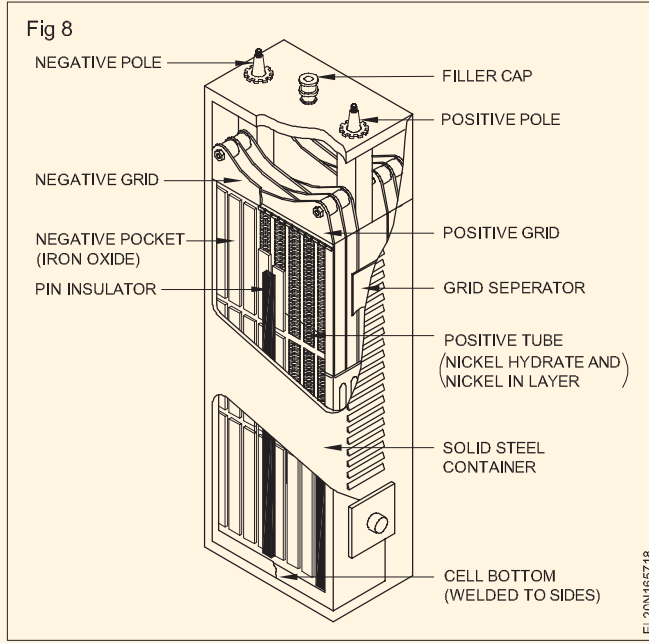 Fig 8
NEGATIVE POLE
FILLER CAP
POSITIVE POLE
NEGATIVE GRID
POSITIVE GRID
NEGATIVE POCKET
(IRON OXIDE)
PIN INSULATOR
GRID SEPERATOR
POSITIVE TUBE
(NICKEL HYDRATE AND
NICKEL IN LAYER)
SOLID STEEL
CONTAINER
CELL BOTTOM
(WELDED TO SIDES)
EL20N165718